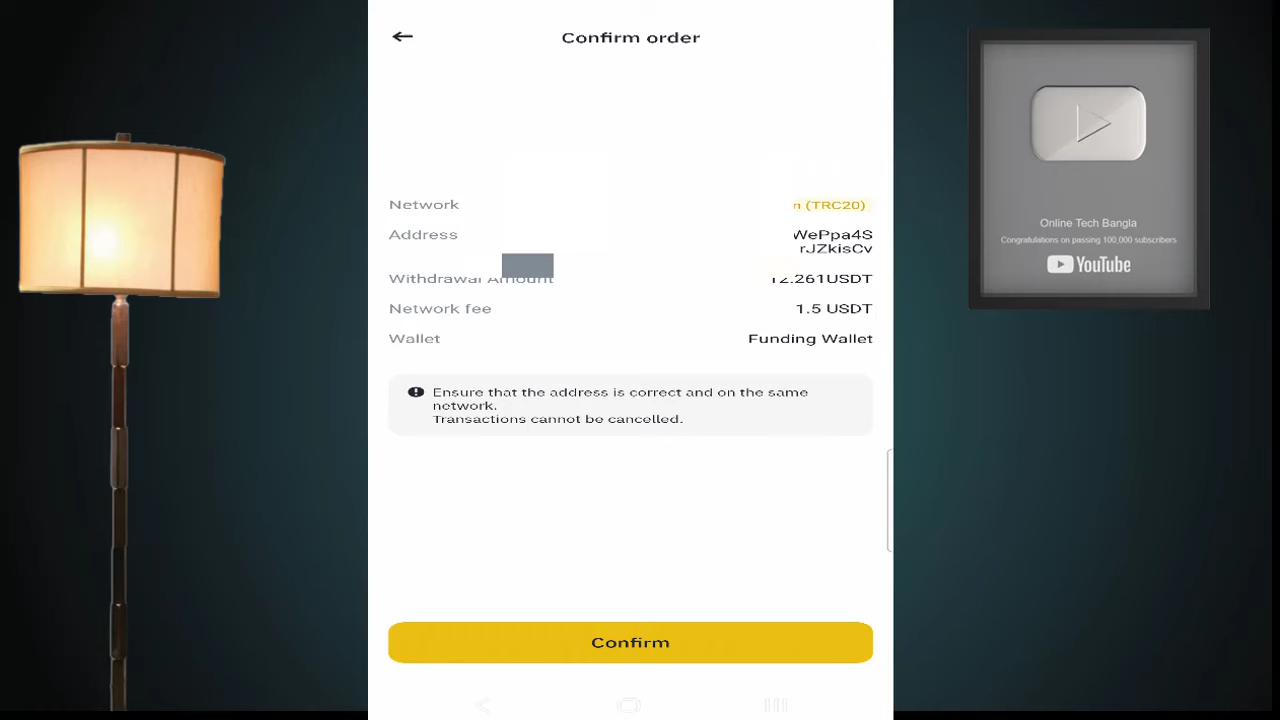 Confirm order
Network
n (TRC20)
Address
WePpa4S
rJZkisCv
Withdrawal Amount
12.261USDT
Network fee
1.5 USDT
Wallet
Funding Wallet
Ensure that the address is correct and on the same
network.
Transactions cannot be cancelled.
Confirm
Online Tech Bangla
Congratulations on passing 100,000 subscribers
YouTube